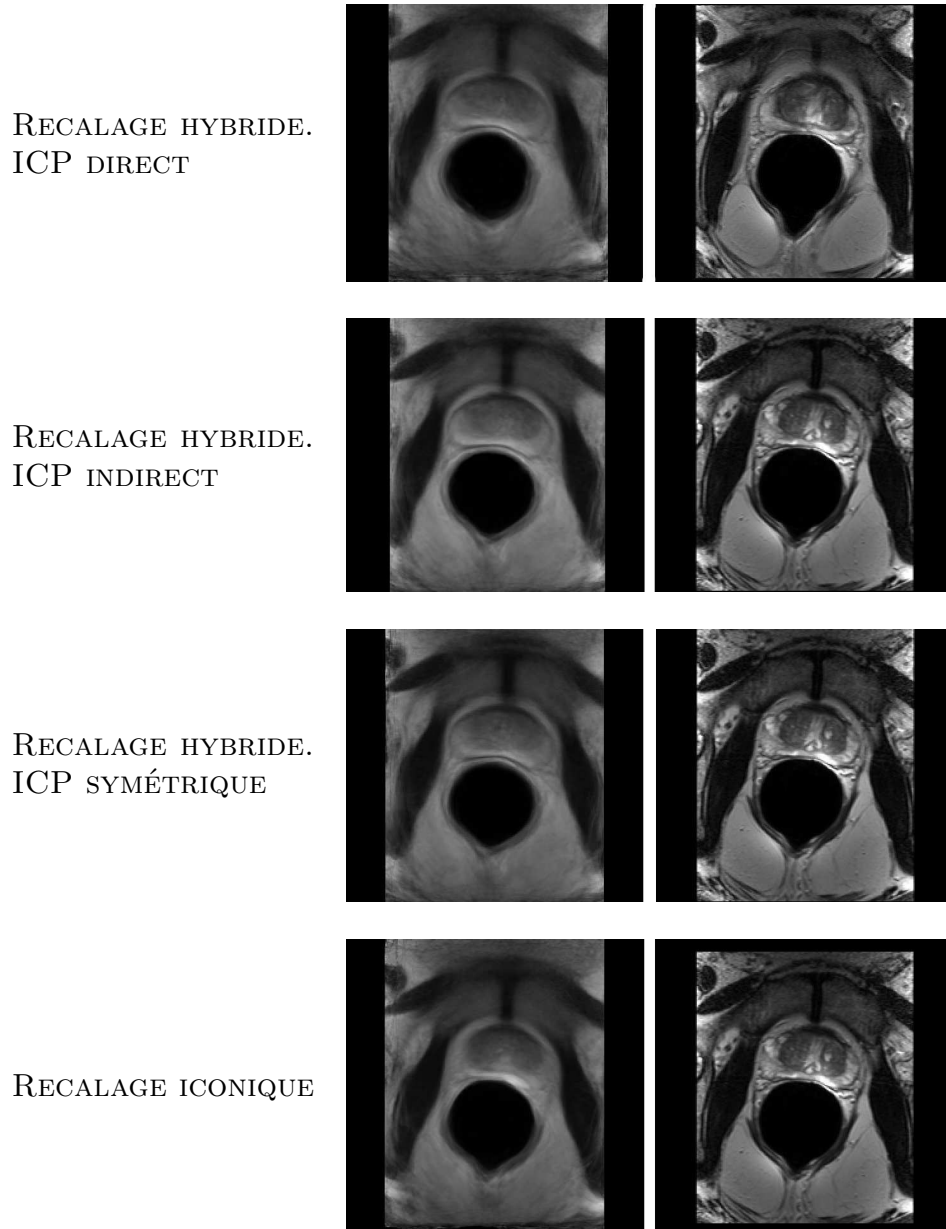 Recalage hybride.
ICP direct
Recalage hybride.
ICP indirect
Recalage hybride.
ICP symétrique
Recalage iconique